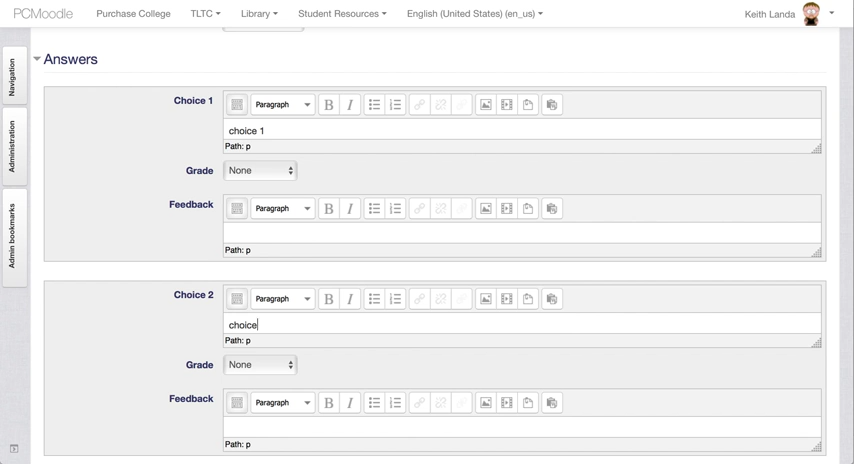 PCMoodle Purchase College TLTC Library Student Resources English (United States) (en_us) Keith Landa
Navigation
Administration
Admin bookmarks
Answers
Choice 1
Paragraph B I
choice 1
Path: p
Grade None
Feedback
Paragraph B I
Path: p
Choice 2
Paragraph B I
choice
Path: p
Grade None
Feedback
Paragraph B I
Path: p